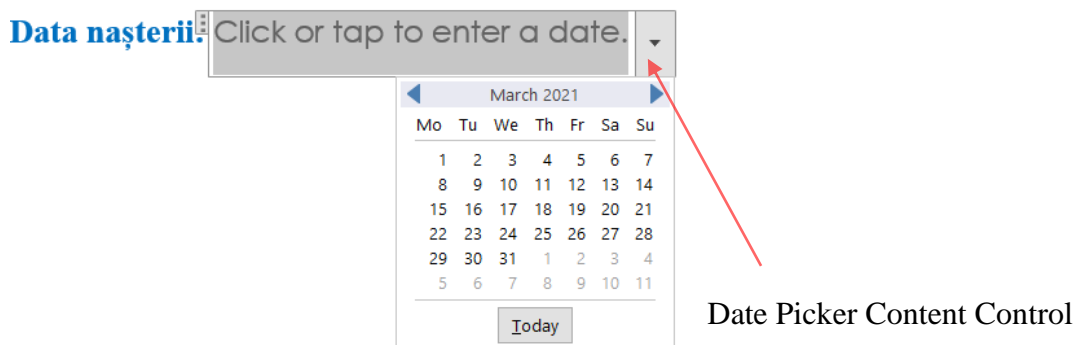 Data nașterii: Click or tap to enter a date.
March 2021
Mo Tu We Th Fr Sa Su
1 2 3 4 5 6 7
8 9 10 11 12 13 14
15 16 17 18 19 20 21
22 23 24 25 26 27 28
29 30 31 1 2 3 4
5 6 7 8 9 10 11
Today
Date Picker Content Control